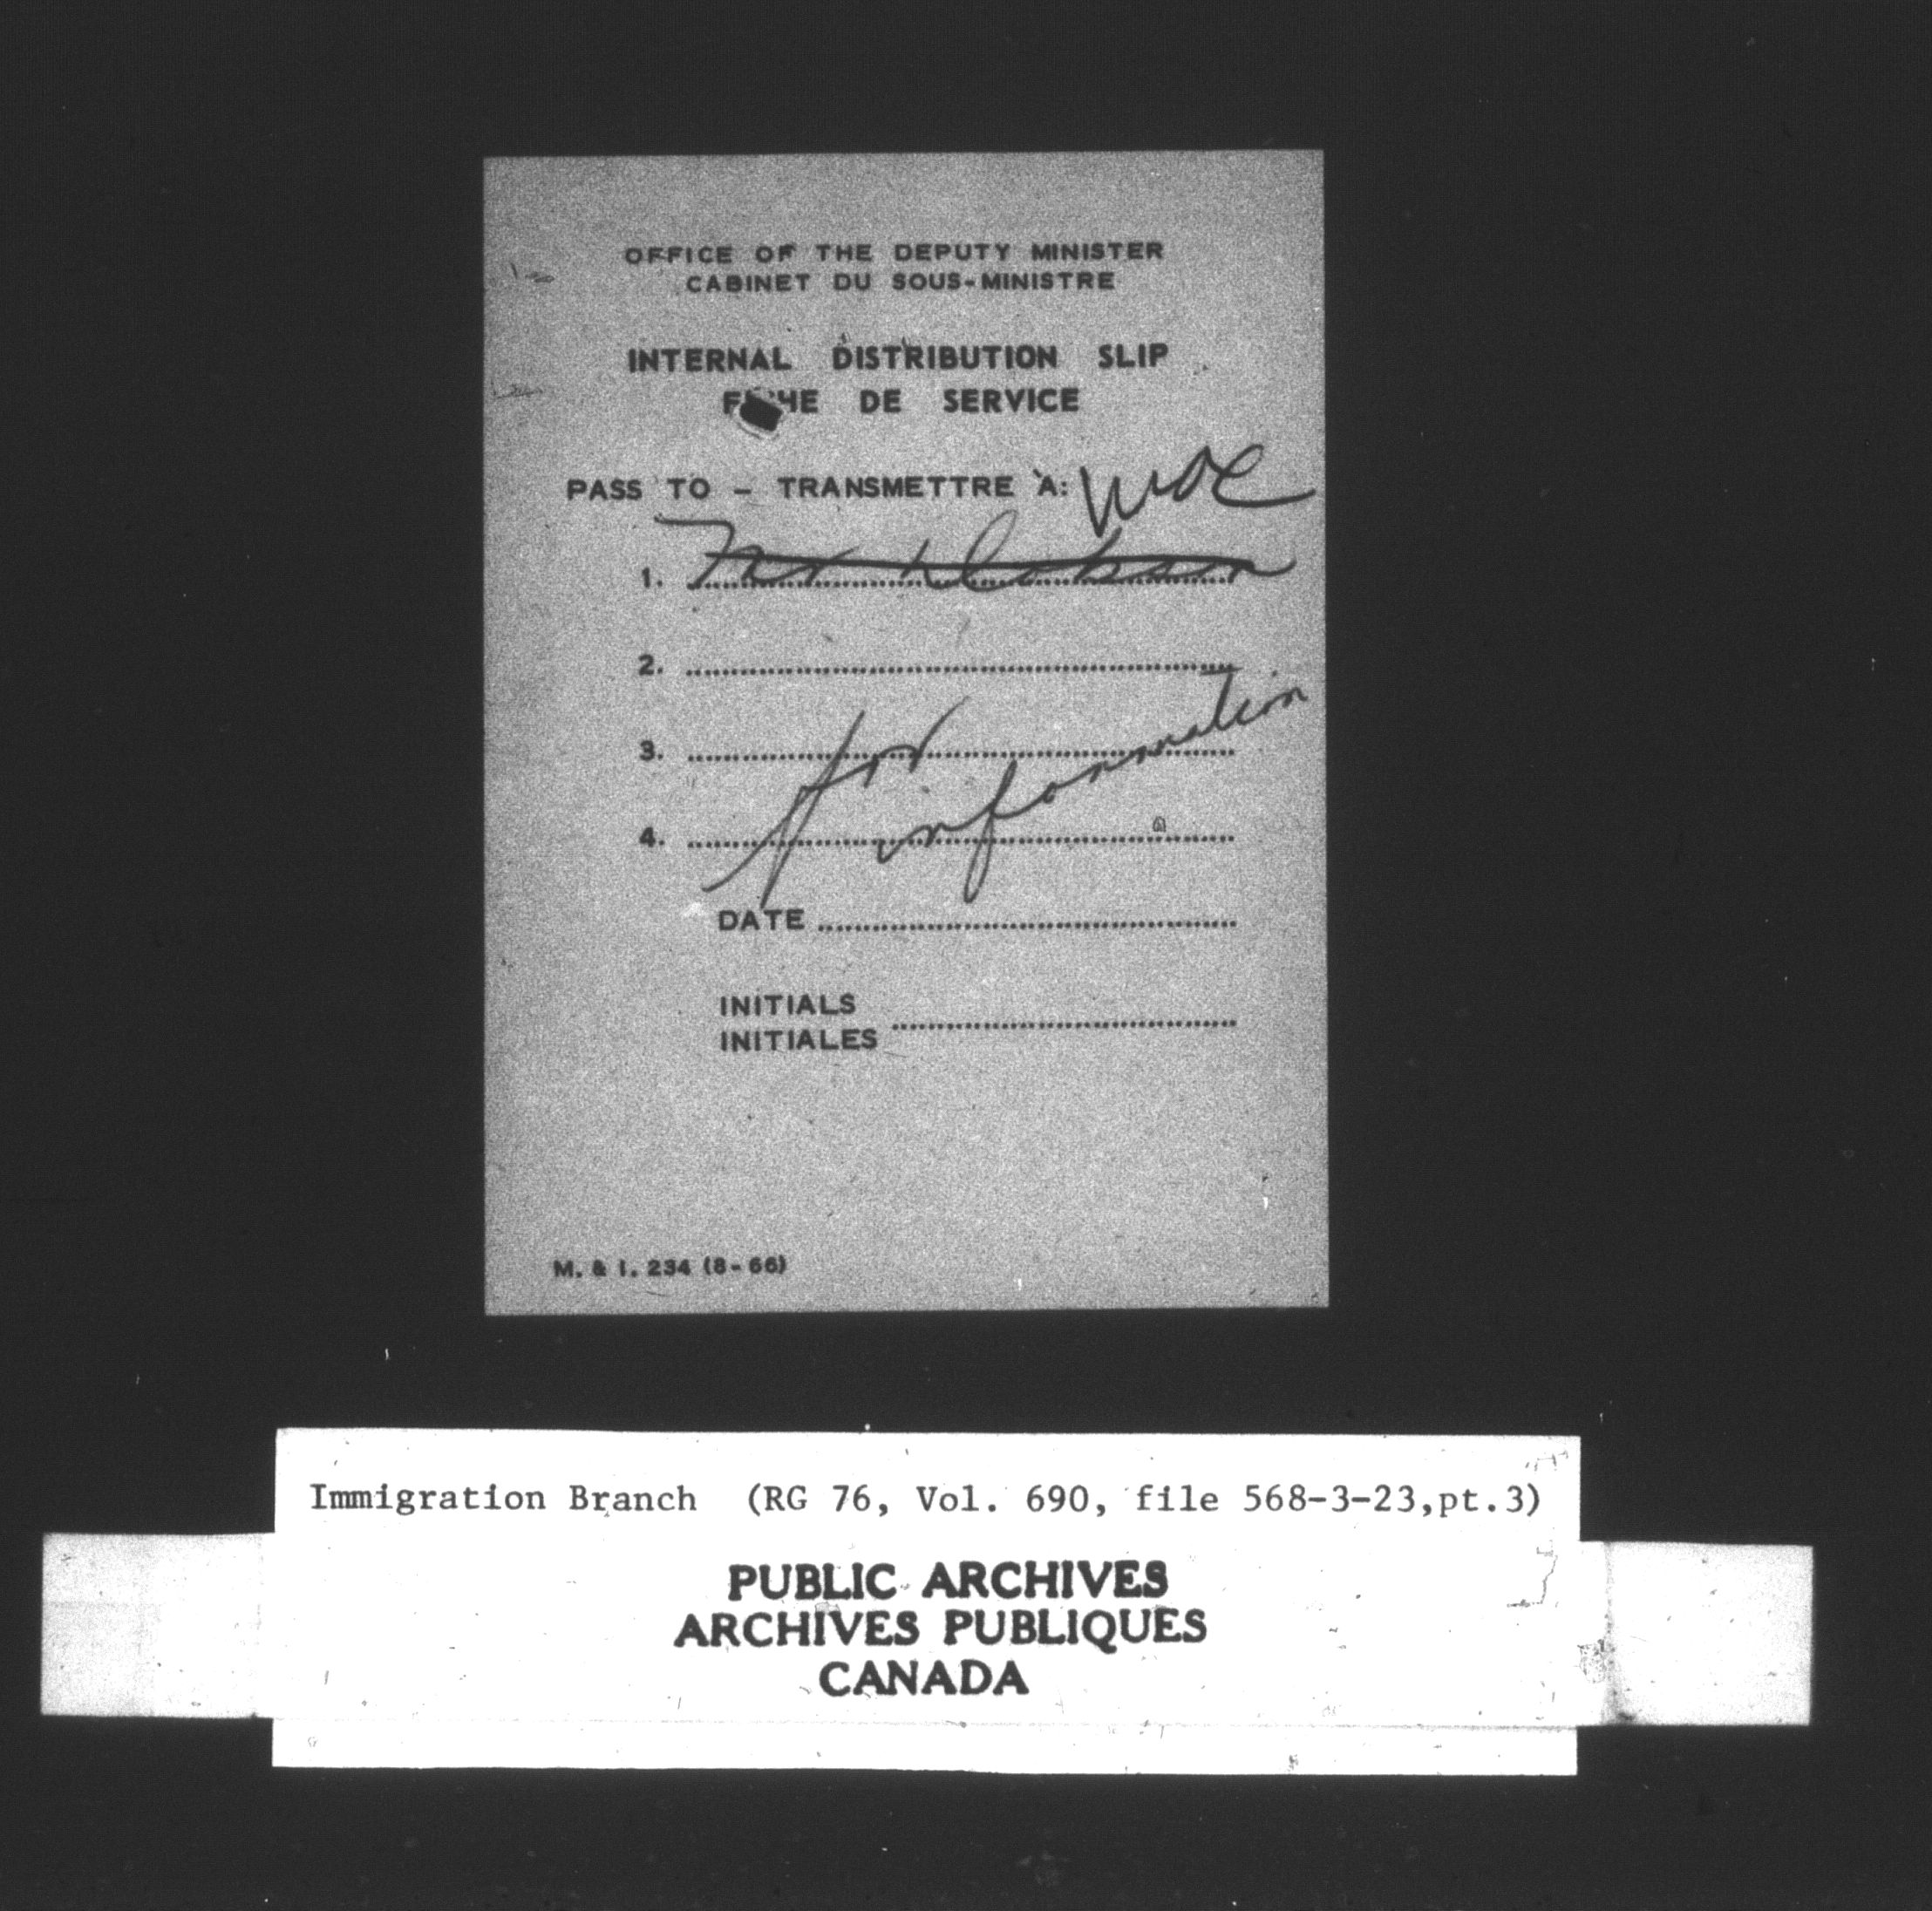 OFFICE OF THE DEPUTY MINISTER
CABINET DU SOUS-MINISTRE
INTERNAL DISTRIBUTION SLIP
FICHE DE SERVICE
PASS TO - TRANSMETTRE À:
1.
2.
3.
4.
for
information
DATE
INITIALS
INITIALES
M. & I. 234 (8-66)
Immigration Branch (RG 76, Vol. 690, file 568-3-23,pt.3)
PUBLIC ARCHIVES
ARCHIVES PUBLIQUES
CANADA